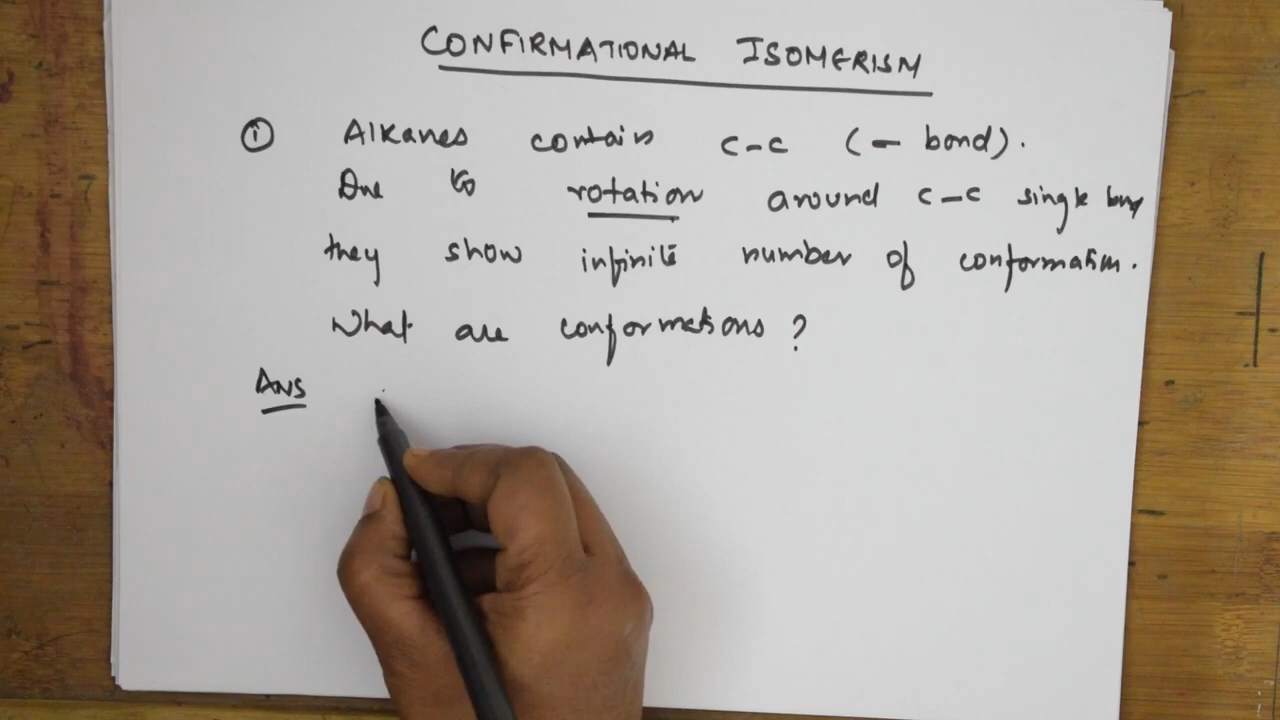 CONFIRMATIONAL ISOMERISM
① Alkanes contain C-C (- bond).
Due to rotation around C-C single
they show infinite number of conformation.
What are conformations?
Ans